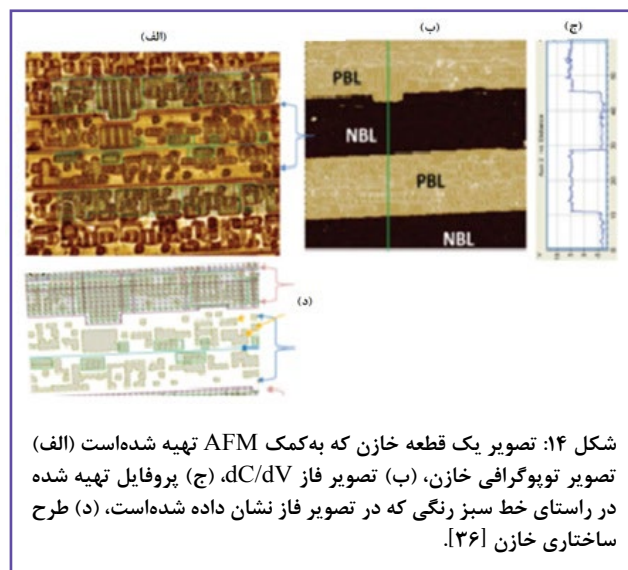 (الف)
(ب)
(ج)
PBL
NBL
PBL
NBL
(د)
شکل ۱۴: تصویر یک قطعه خازن که به‌کمک AFM تهیه شده‌است (الف)
تصویر توپوگرافی خازن، (ب) تصویر فاز dC/dV، (ج) پروفایل تهیه شده
در راستای خط سبز رنگی که در تصویر فاز نشان داده شده‌است، (د) طرح
ساختاری خازن [۳۶].